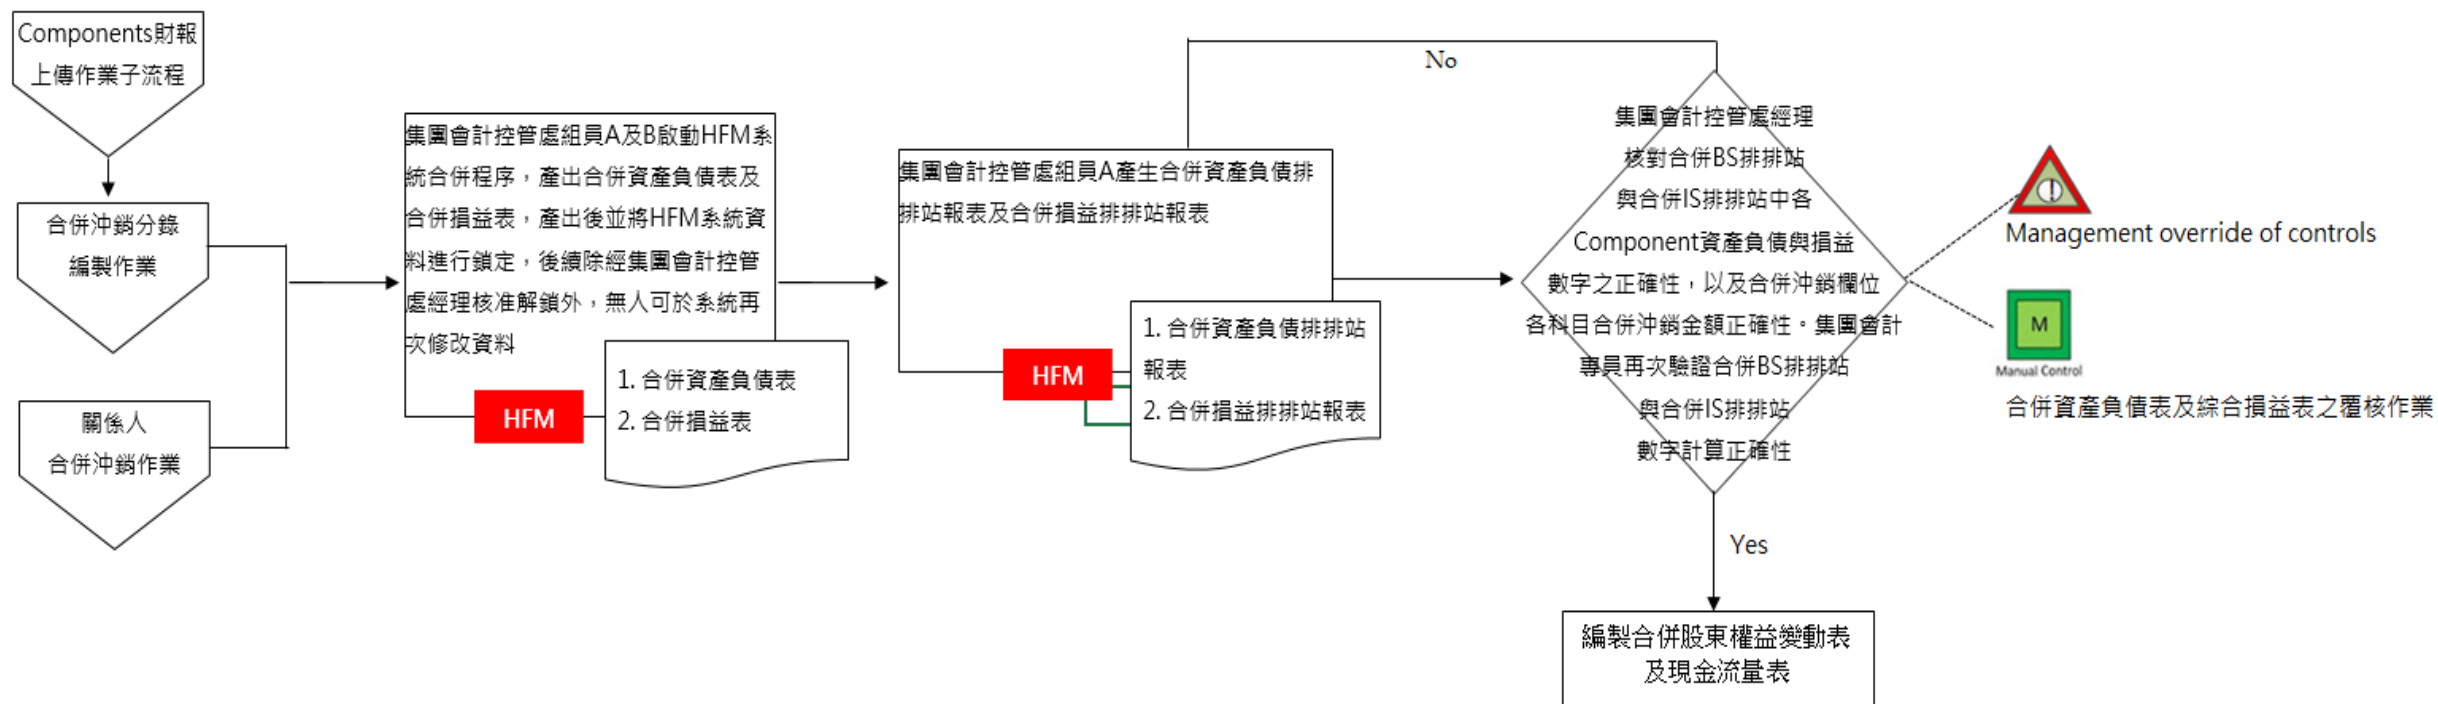 Components財報
上傳作業子流程
合併沖銷分錄
編製作業
關係人
合併沖銷作業
集團會計控管處組員A及B啟動HFM系
統合併程序，產出合併資產負債表及
合併損益表，產出後並將HFM系統資
料進行鎖定，後續除經集團會計控管
處經理核准解鎖外，無人可於系統再
次修改資料
HFM
1. 合併資產負債表
2. 合併損益表
集團會計控管處組員A產生合併資產負債排
排站報表及合併損益排排站報表
HFM
1. 合併資產負債排排站
報表
2. 合併損益排排站報表
No
集團會計控管處經理
核對合併BS排排站
與合併IS排排站中各
Component資產負債與損益
數字之正確性，以及合併沖銷欄位
各科目合併沖銷金額正確性。集團會計
專員再次驗證合併BS排排站
與合併IS排排站
數字計算正確性
Management override of controls
M
Manual Control
合併資產負債表及綜合損益表之覆核作業
Yes
編製合併股東權益變動表
及現金流量表